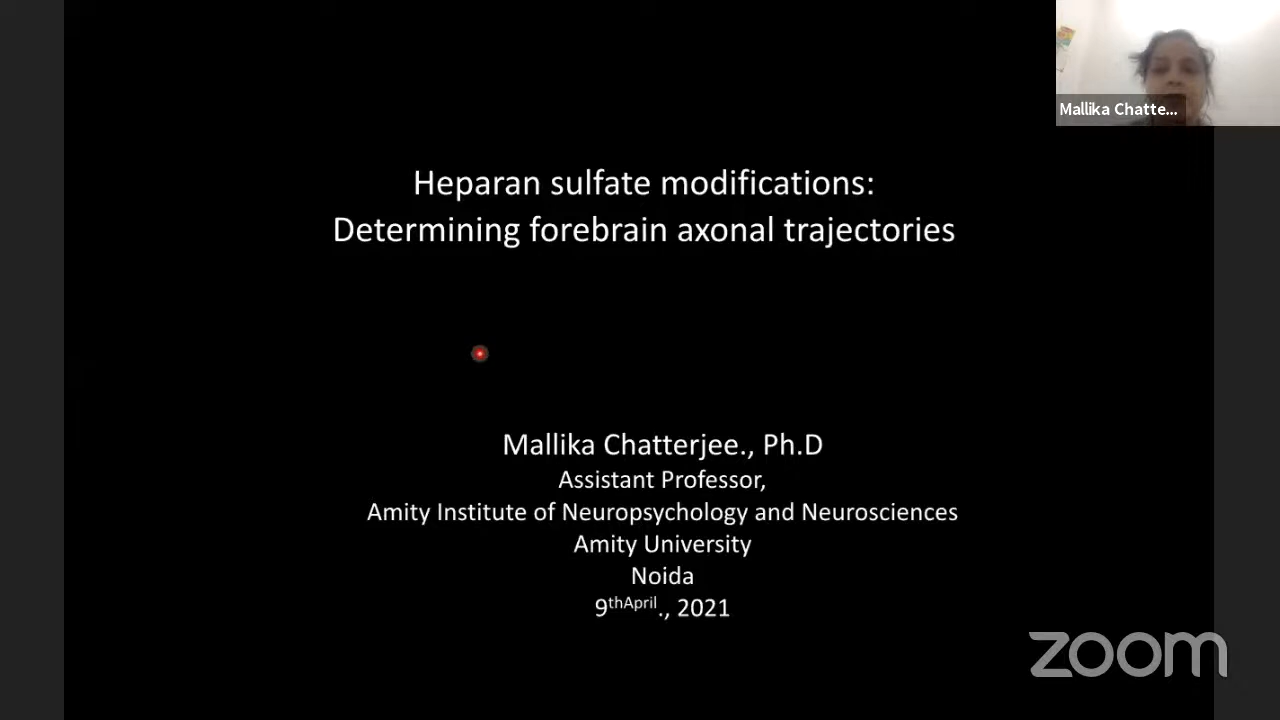 Mallika Chatte...
Heparan sulfate modifications:
Determining forebrain axonal trajectories
Mallika Chatterjee., Ph.D
Assistant Professor,
Amity Institute of Neuropsychology and Neurosciences
Amity University
Noida
9thApril., 2021
zoom